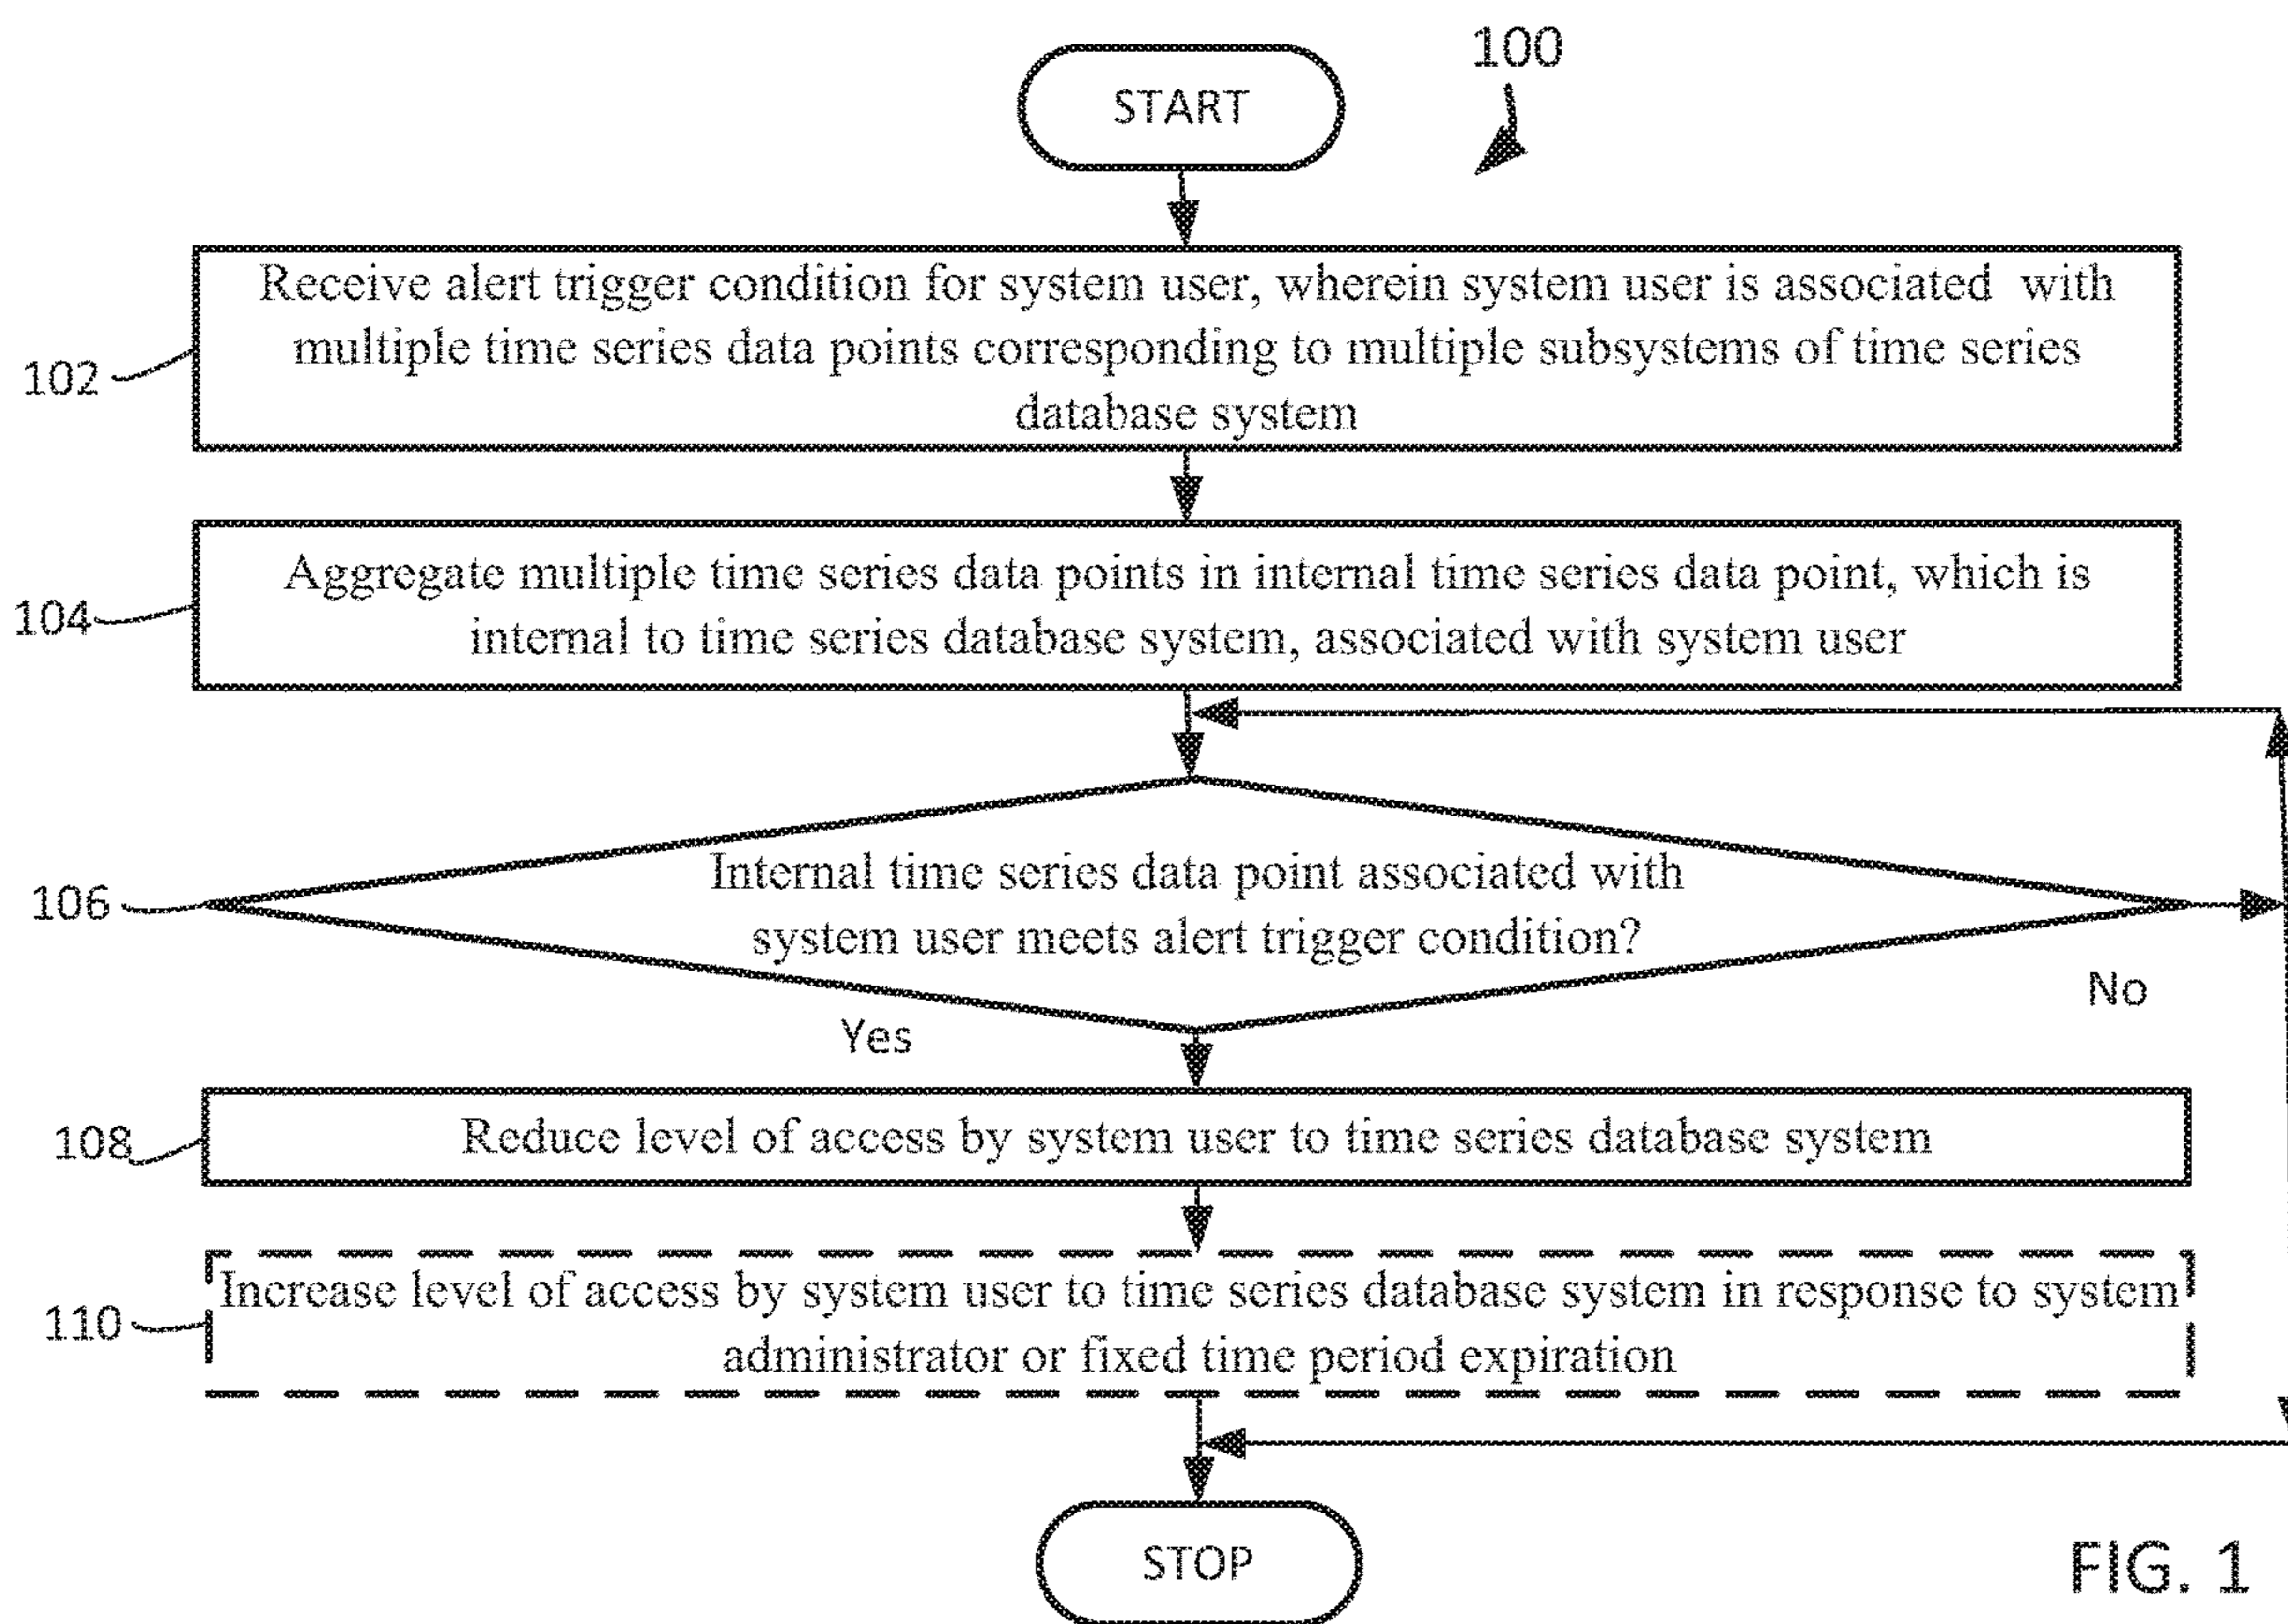 100
START
Receive alert trigger condition for system user, wherein system user is associated with
multiple time series data points corresponding to multiple subsystems of time series
database system
102
Aggregate multiple time series data points in internal time series data point, which is
internal to time series database system, associated with system user
104
Internal time series data point associated with
system user meets alert trigger condition?
106
No
Yes
Reduce level of access by system user to time series database system
108
Increase level of access by system user to time series database system in response to system
administrator or fixed time period expiration
110
STOP
FIG. 1